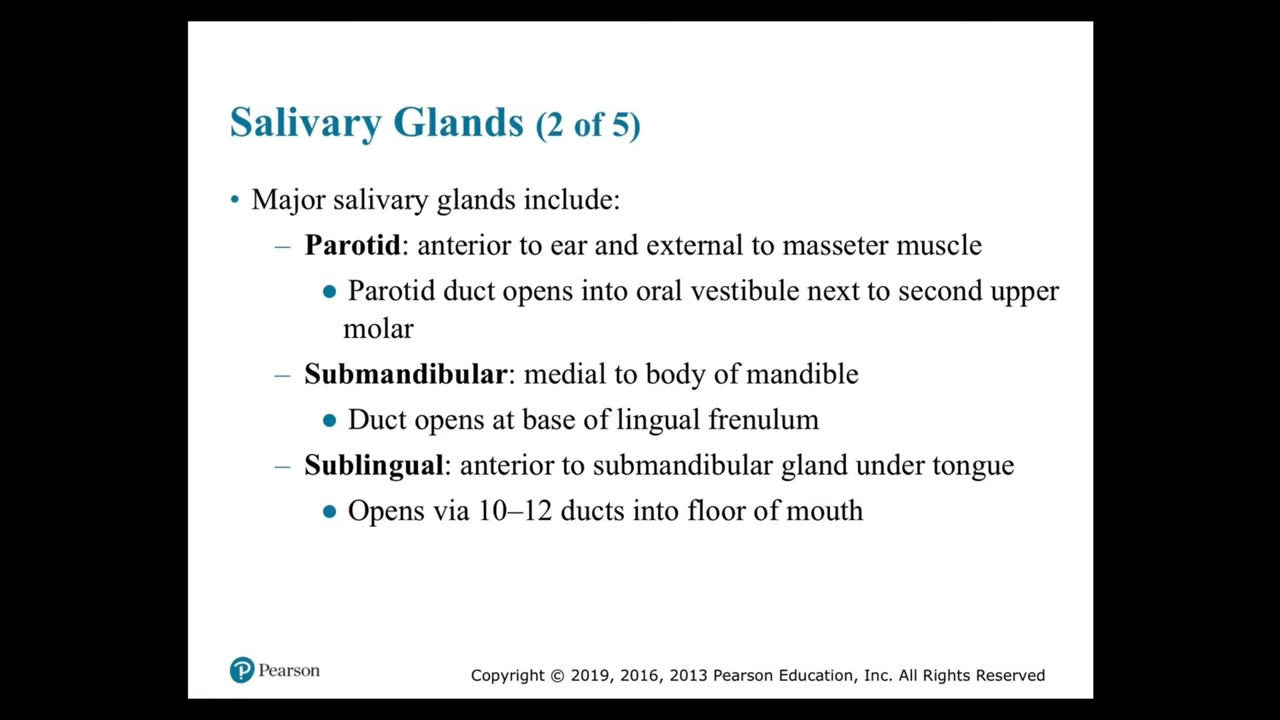 Salivary Glands (2 of 5)
• Major salivary glands include:
– Parotid: anterior to ear and external to masseter muscle
● Parotid duct opens into oral vestibule next to second upper
molar
– Submandibular: medial to body of mandible
● Duct opens at base of lingual frenulum
– Sublingual: anterior to submandibular gland under tongue
● Opens via 10–12 ducts into floor of mouth
Pearson
Copyright © 2019, 2016, 2013 Pearson Education, Inc. All Rights Reserved